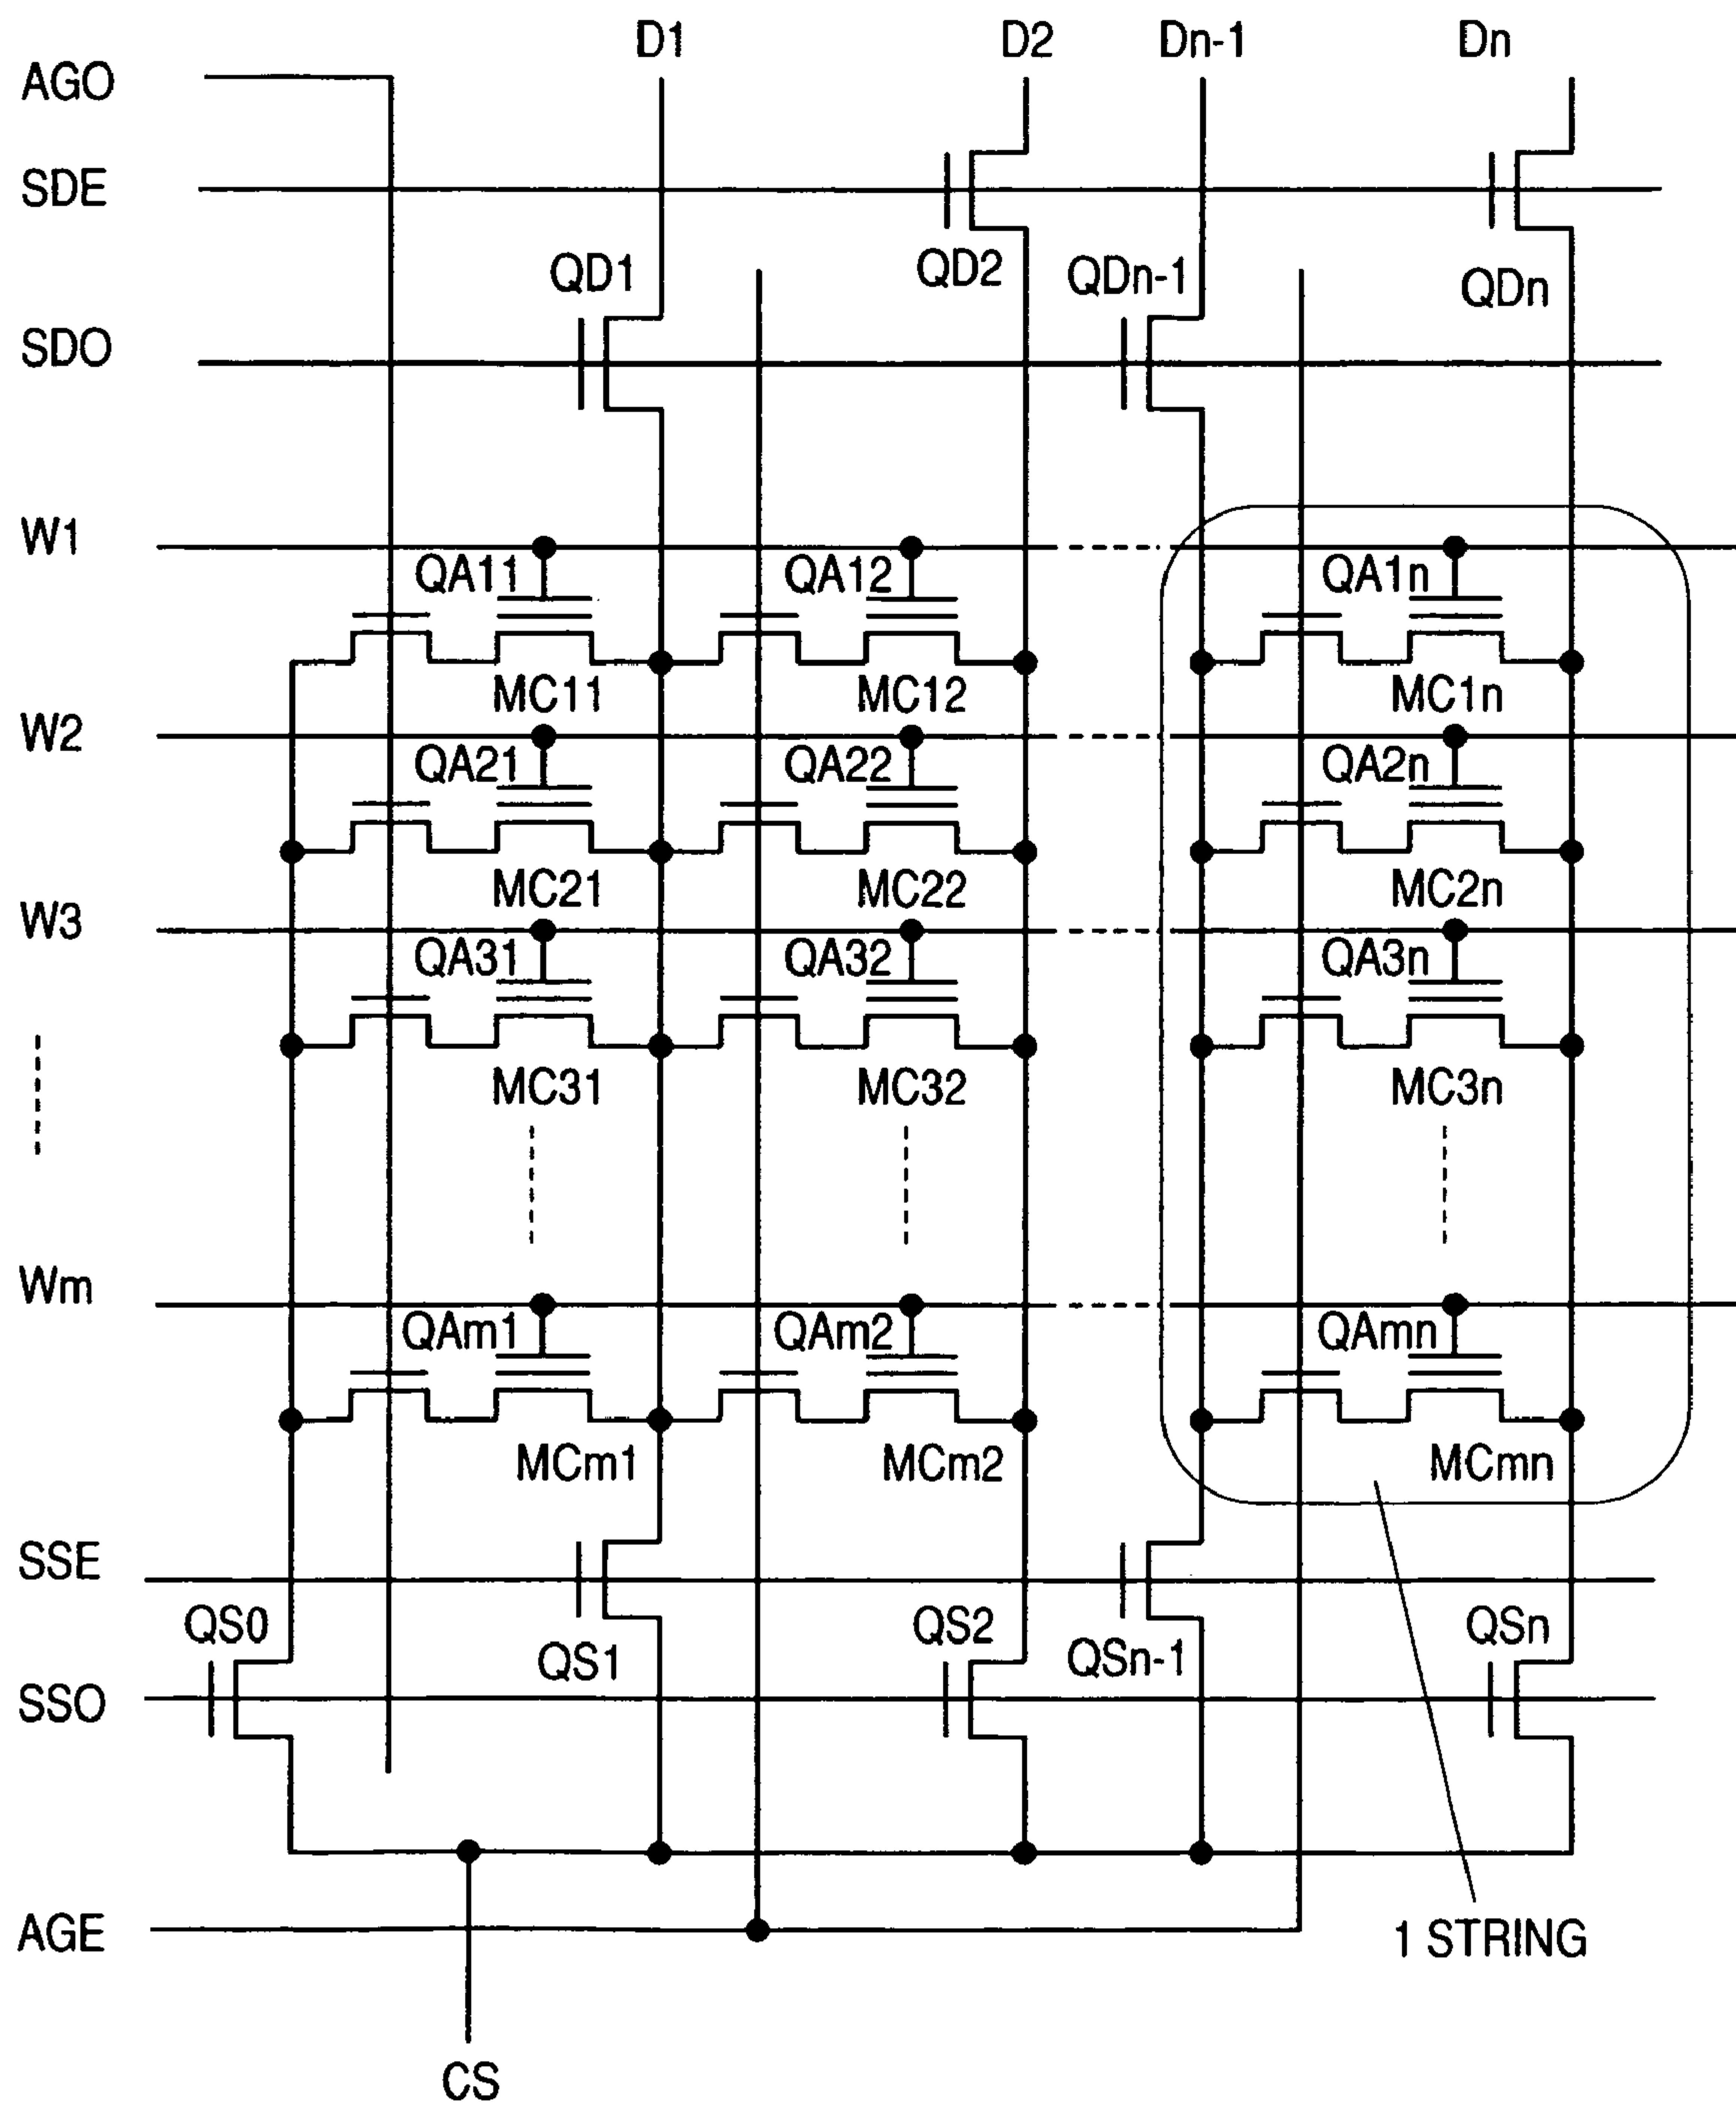 D1 D2 Dn-1 Dn
AGO
SDE
QD1 QD2 QDn-1 QDn
SDO
W1
QA11 QA12 QA1n
MC11 MC12 MC1n
W2
QA21 QA22 QA2n
MC21 MC22 MC2n
W3
QA31 QA32 QA3n
MC31 MC32 MC3n
Wm
QAm1 QAm2 QAmn
MCm1 MCm2 MCmn
SSE
QS0 QS1 QS2 QSn-1 QSn
SSO
AGE
1 STRING
CS